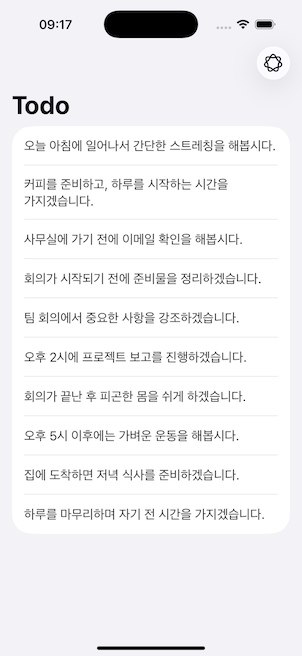 09:17
Todo
오늘 아침에 일어나서 간단한 스트레칭을 해봅시다.
커피를 준비하고, 하루를 시작하는 시간을
가지겠습니다.
사무실에 가기 전에 이메일 확인을 해봅시다.
회의가 시작되기 전에 준비물을 정리하겠습니다.
팀 회의에서 중요한 사항을 강조하겠습니다.
오후 2시에 프로젝트 보고를 진행하겠습니다.
회의가 끝난 후 피곤한 몸을 쉬게 하겠습니다.
오후 5시 이후에는 가벼운 운동을 해봅시다.
집에 도착하면 저녁 식사를 준비하겠습니다.
하루를 마무리하며 자기 전 시간을 가지겠습니다.